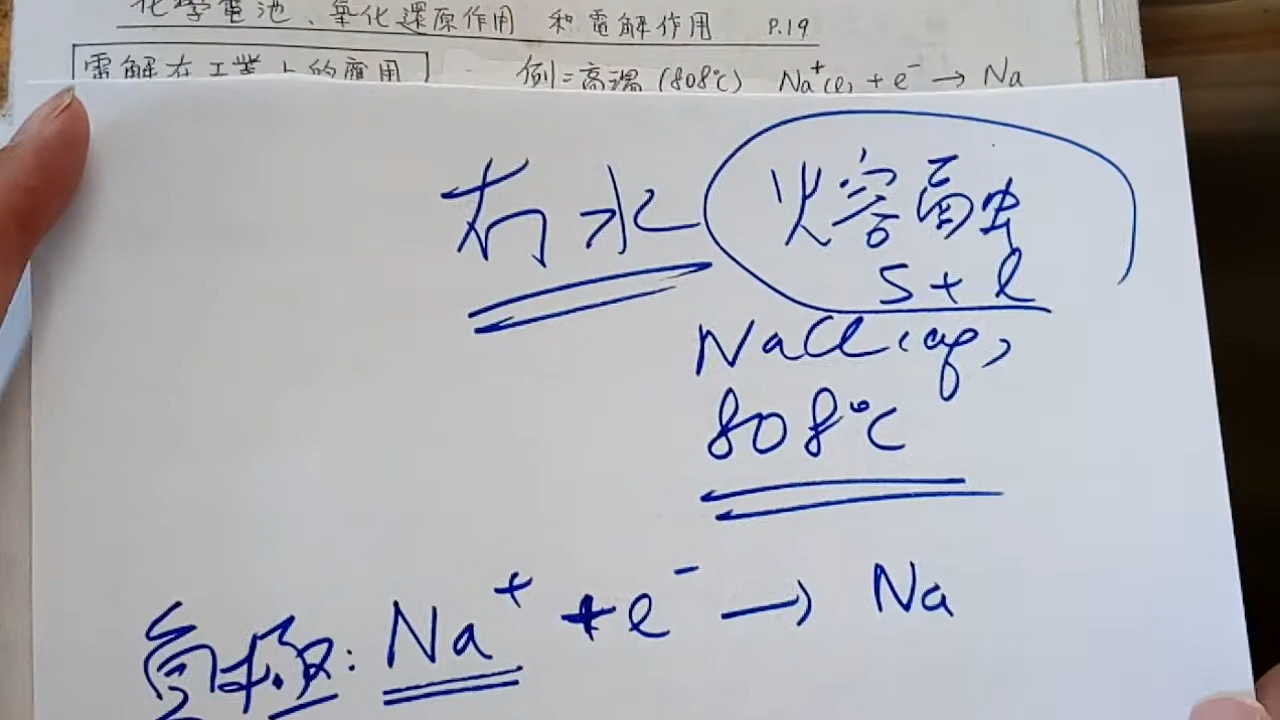 化學電池、氧化還原作用 和電解作用 P.19
電解在工業上的應用 例=高溫 (808℃) Na⁺(l) + e⁻ → Na
有水 熔融
s + l
NaCl(aq)
808℃
負極: Na⁺ + e⁻ → Na